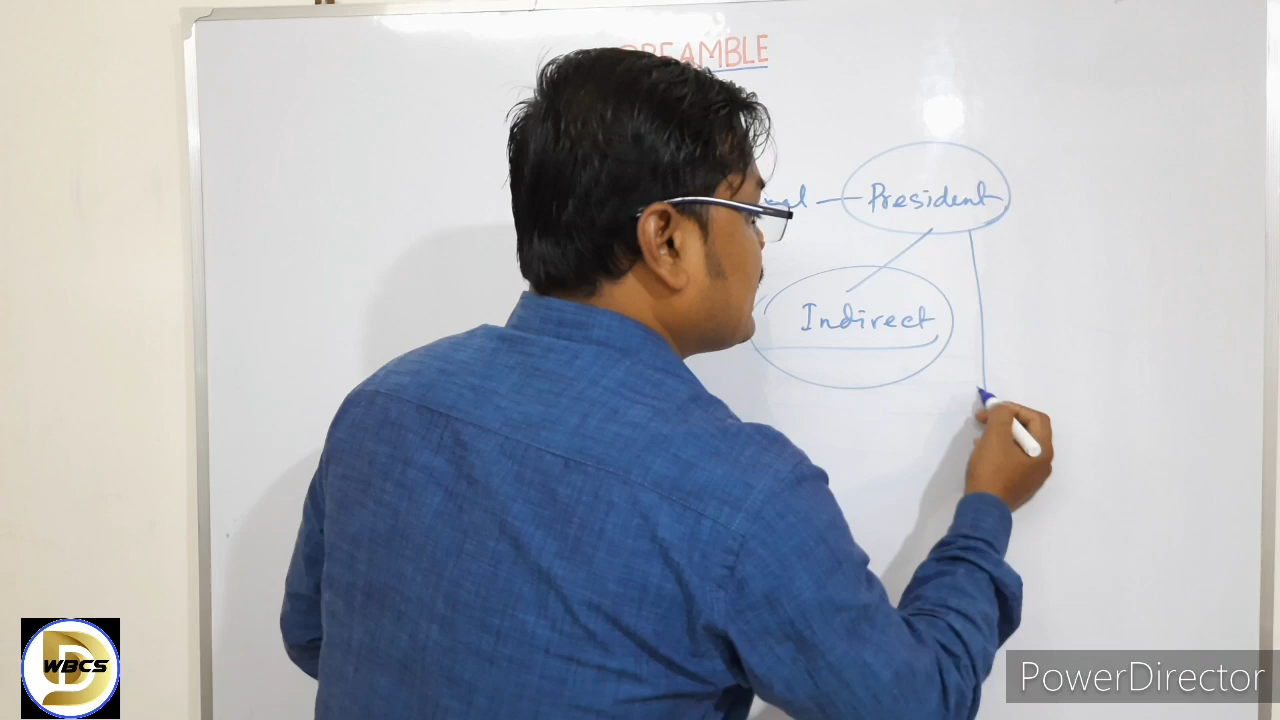 PREAMBLE
President
Indirect
WBCS
PowerDirector